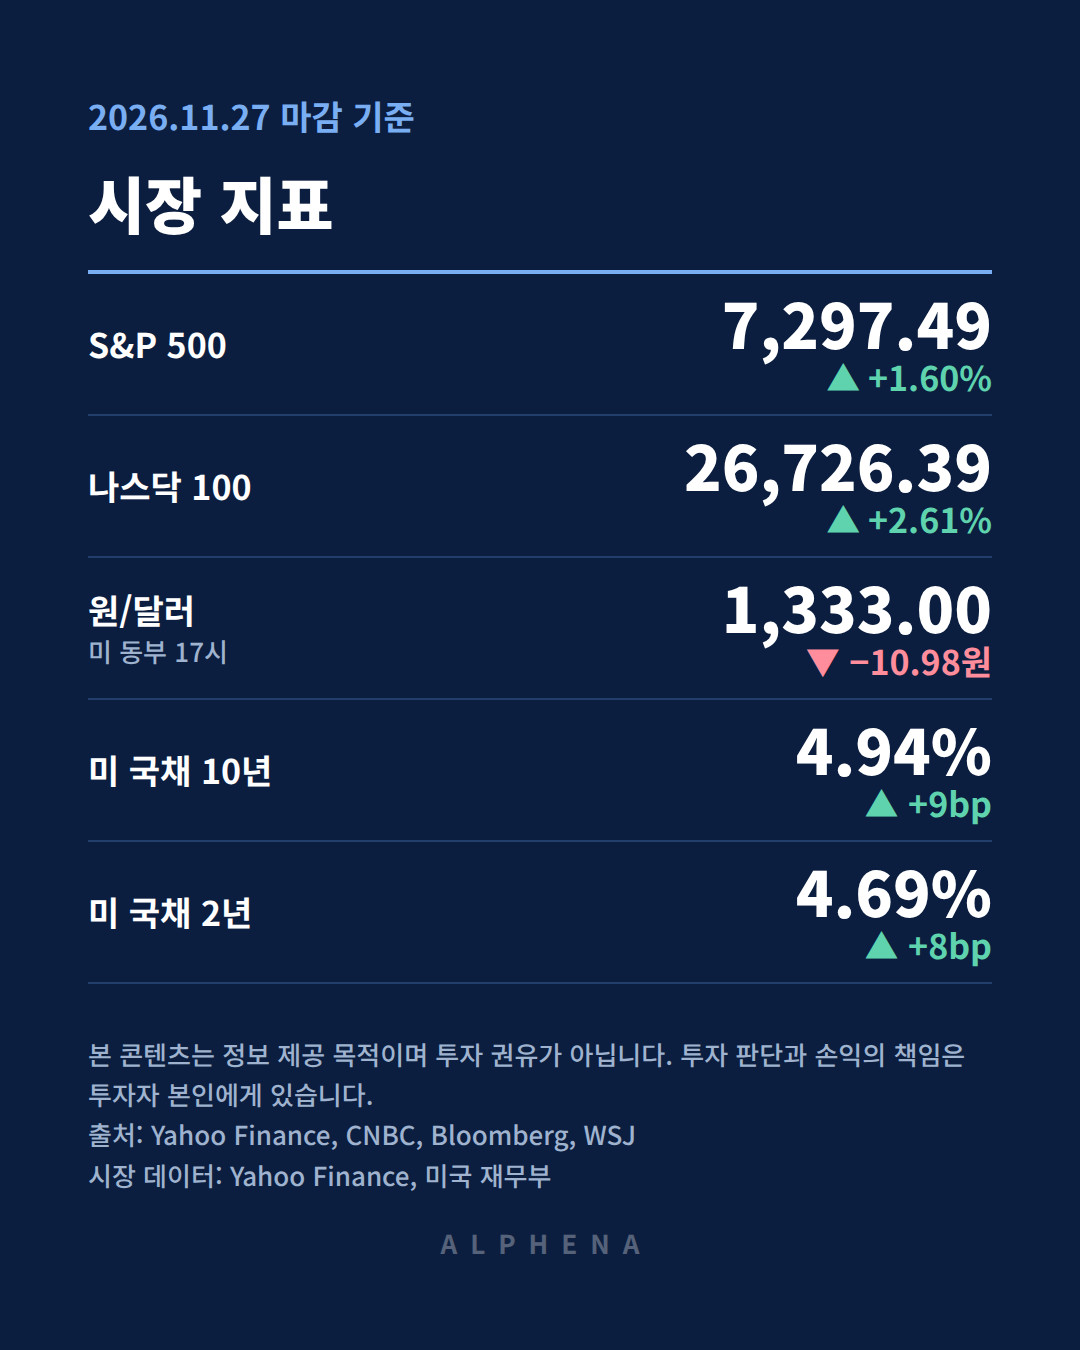 2026.11.27 마감 기준
시장 지표
S&P 500
7,297.49
▲ +1.60%
나스닥 100
26,726.39
▲ +2.61%
원/달러
미 동부 17시
1,333.00
▼ −10.98원
미 국채 10년
4.94%
▲ +9bp
미 국채 2년
4.69%
▲ +8bp
본 콘텐츠는 정보 제공 목적이며 투자 권유가 아닙니다. 투자 판단과 손익의 책임은
투자자 본인에게 있습니다.
출처: Yahoo Finance, CNBC, Bloomberg, WSJ
시장 데이터: Yahoo Finance, 미국 재무부
ALPHENA